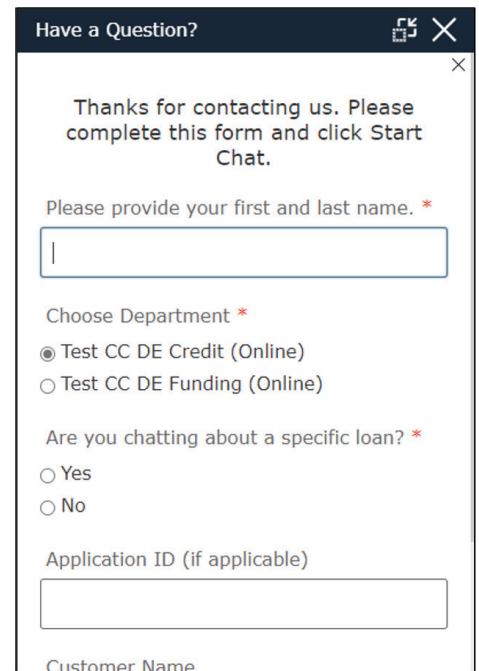 Have a Question?
Thanks for contacting us. Please
complete this form and click Start
Chat.
Please provide your first and last name. *
Choose Department *
Test CC DE Credit (Online)
Test CC DE Funding (Online)
Are you chatting about a specific loan? *
Yes
No
Application ID (if applicable)
Customer Name